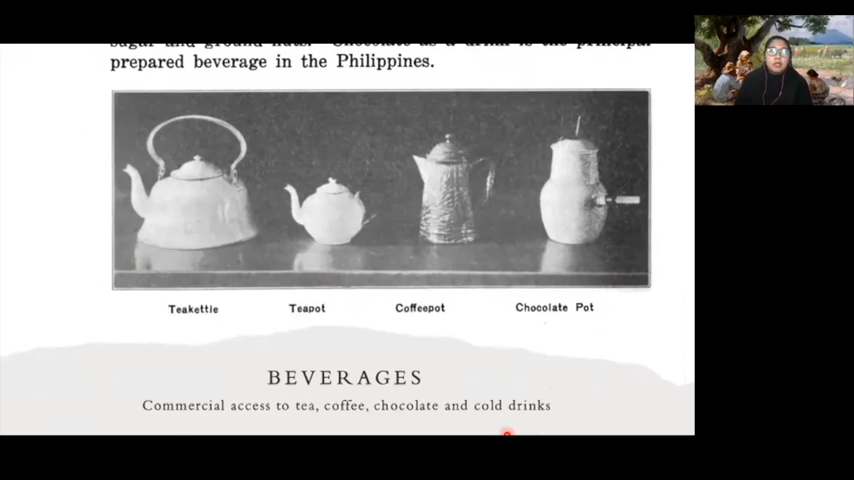 sugar and ground nuts. Chocolate as a drink is the principal
prepared beverage in the Philippines.
Teakettle Teapot Coffeepot Chocolate Pot
BEVERAGES
Commercial access to tea, coffee, chocolate and cold drinks